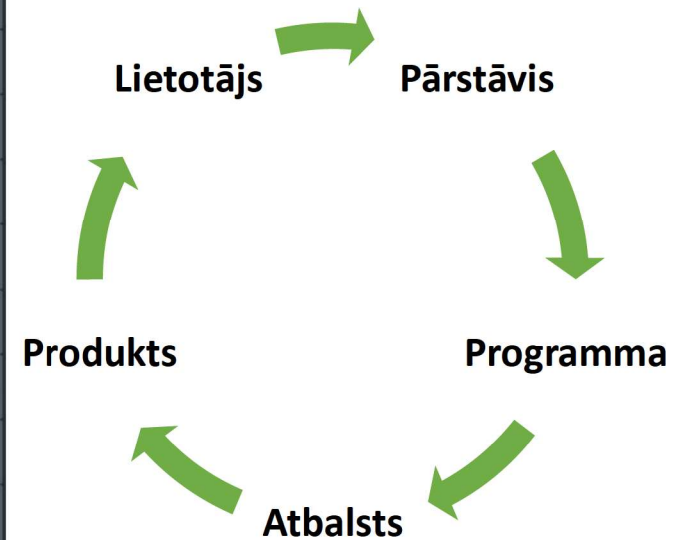 Lietotājs
Pārstāvis
Programma
Atbalsts
Produkts